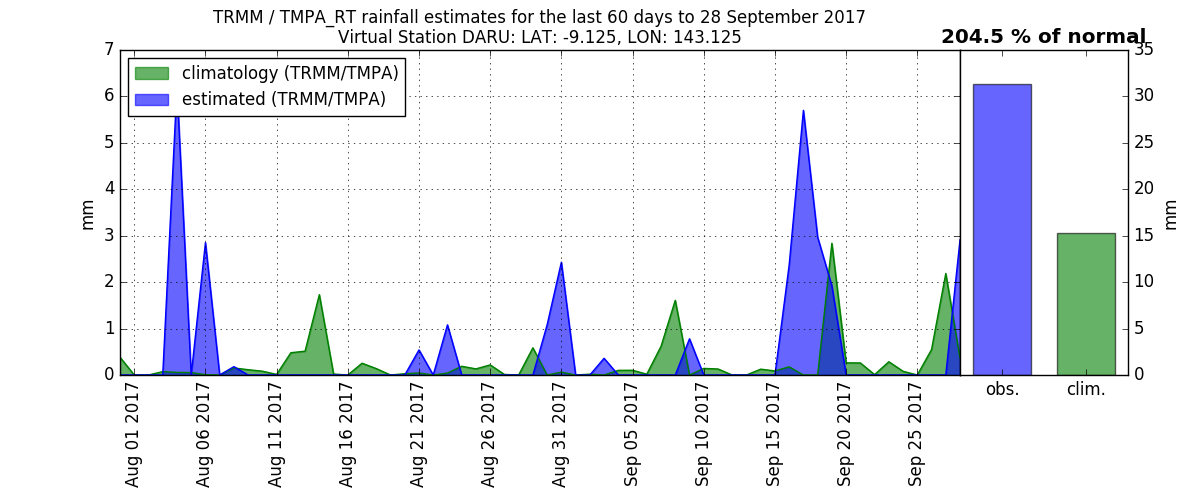 TRMM / TMPA_RT rainfall estimates for the last 60 days to 28 September 2017
Virtual Station DARU: LAT: -9.125, LON: 143.125
204.5 % of normal
climatology (TRMM/TMPA)
estimated (TRMM/TMPA)
7
6
5
4
3
2
1
0
mm
35
30
25
20
15
10
5
0
mm
Aug 01 2017
Aug 06 2017
Aug 11 2017
Aug 16 2017
Aug 21 2017
Aug 26 2017
Aug 31 2017
Sep 05 2017
Sep 10 2017
Sep 15 2017
Sep 20 2017
Sep 25 2017
obs.
clim.